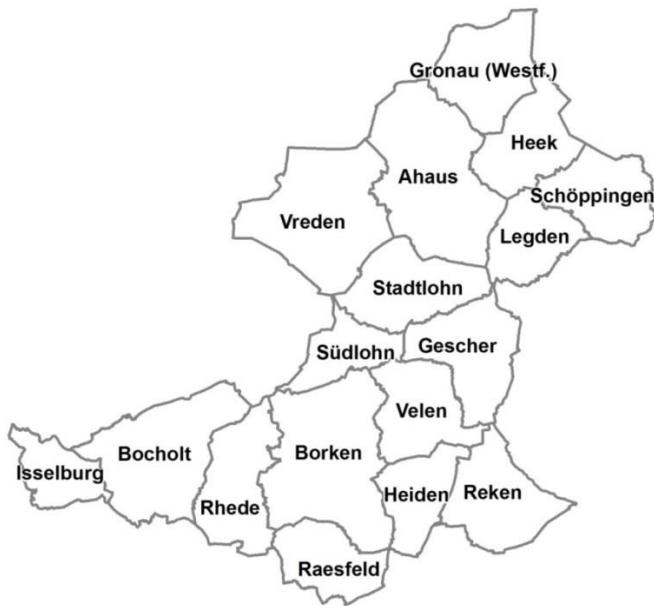 Gronau (Westf.)
Heek
Ahaus
Schöppingen
Vreden
Legden
Stadtlohn
Südlohn
Gescher
Velen
Bocholt
Borken
Isselburg
Rhede
Heiden
Reken
Raesfeld